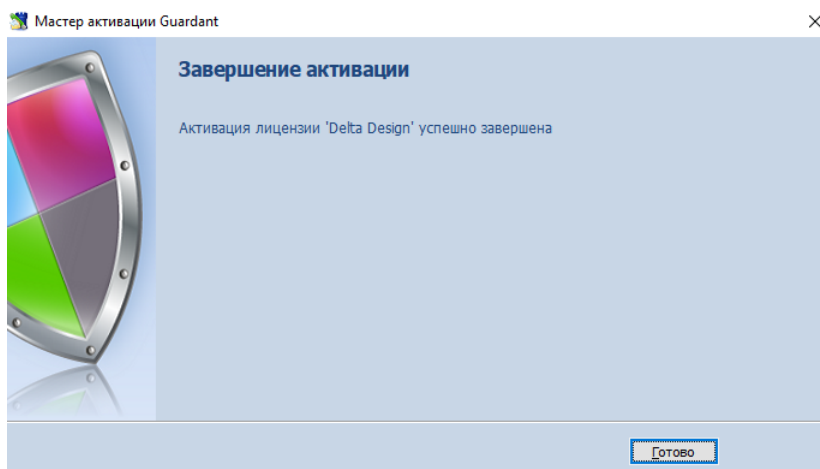 Мастер активации Guardant
Завершение активации
Активация лицензии 'Delta Design' успешно завершена
Готово